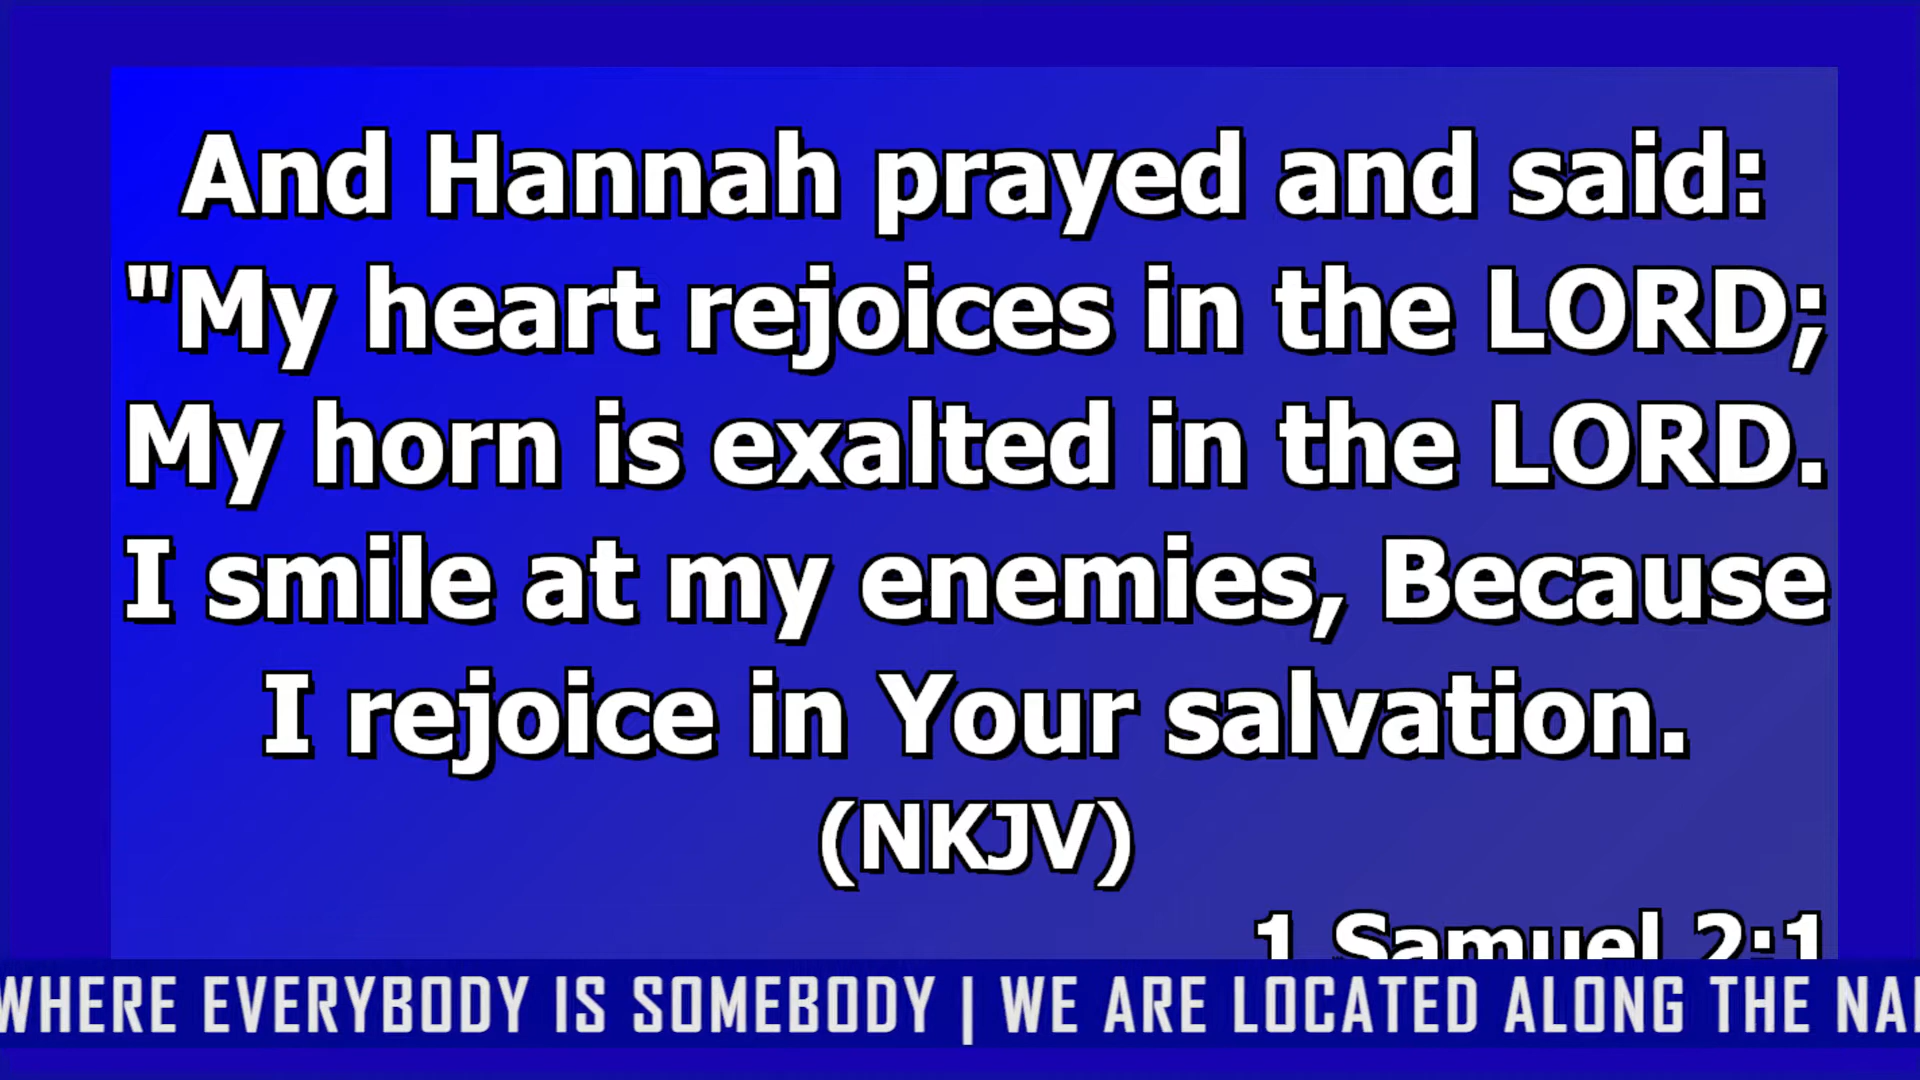 And Hannah prayed and said:
"My heart rejoices in the LORD;
My horn is exalted in the LORD.
I smile at my enemies, Because
I rejoice in Your salvation.
(NKJV)
1 Samuel 2:1
WHERE EVERYBODY IS SOMEBODY | WE ARE LOCATED ALONG THE